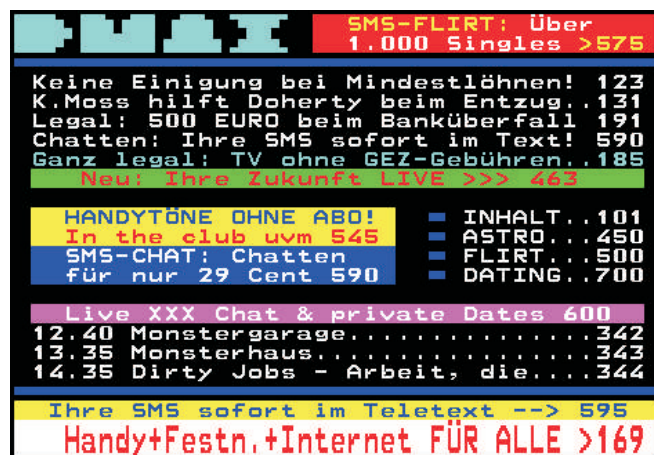 DMAX
SMS-FLIRT: Über
1.000 Singles >575
Keine Einigung bei Mindestlöhnen! 123
K.Moss hilft Doherty beim Entzug..131
Legal: 500 EURO beim Banküberfall 191
Chatten: Ihre SMS sofort im Text! 590
Ganz legal: TV ohne GEZ-Gebühren..185
Neu: Ihre Zukunft LIVE >>> 463
HANDYTÖNE OHNE ABO!
In the club uvm 545
SMS-CHAT: Chatten
für nur 29 Cent 590
INHALT..101
ASTRO...450
FLIRT...500
DATING..700
Live XXX Chat & private Dates 600
12.40 Monstergarage...............342
13.35 Monsterhaus.................343
14.35 Dirty Jobs - Arbeit, die....344
Ihre SMS sofort im Teletext --> 595
Handy+Festn.+Internet FÜR ALLE >169